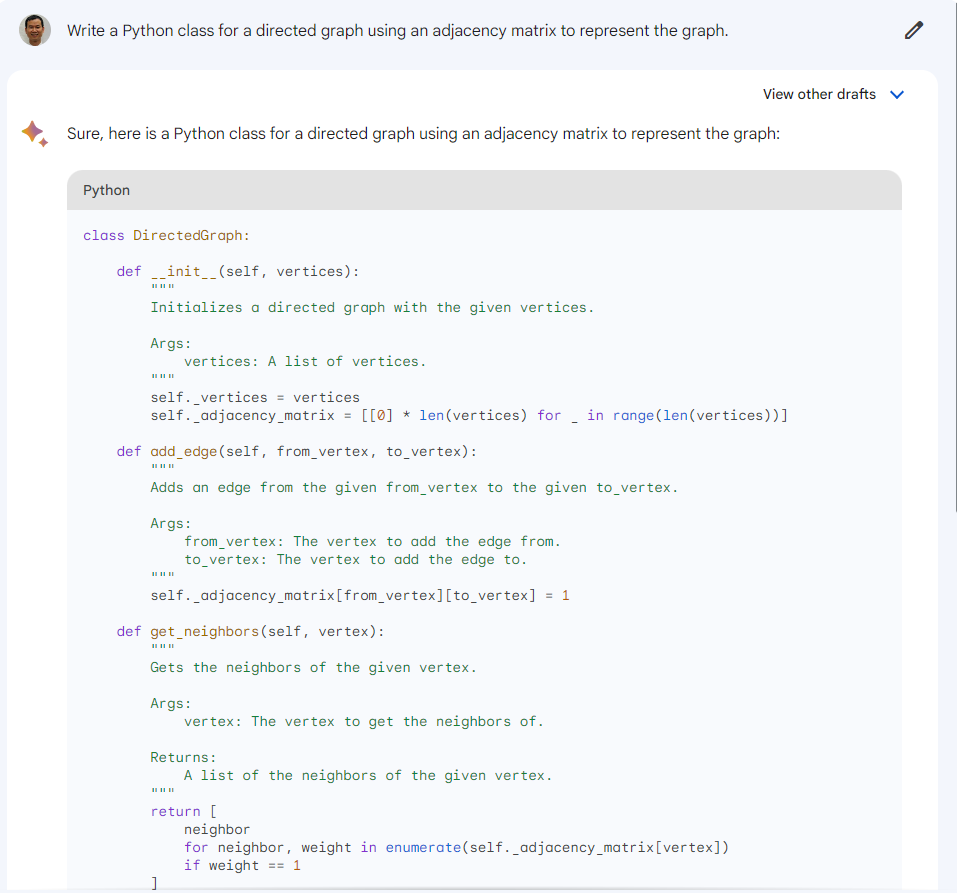 Write a Python class for a directed graph using an adjacency matrix to represent the graph.
View other drafts
Sure, here is a Python class for a directed graph using an adjacency matrix to represent the graph:
Python
class DirectedGraph:
    def __init__(self, vertices):
        """
        Initializes a directed graph with the given vertices.
        Args:
            vertices: A list of vertices.
        """
        self._vertices = vertices
        self._adjacency_matrix = [[0] * len(vertices) for _ in range(len(vertices))]
    def add_edge(self, from_vertex, to_vertex):
        """
        Adds an edge from the given from_vertex to the given to_vertex.
        Args:
            from_vertex: The vertex to add the edge from.
            to_vertex: The vertex to add the edge to.
        """
        self._adjacency_matrix[from_vertex][to_vertex] = 1
    def get_neighbors(self, vertex):
        """
        Gets the neighbors of the given vertex.
        Args:
            vertex: The vertex to get the neighbors of.
        Returns:
            A list of the neighbors of the given vertex.
        """
        return [
            neighbor
            for neighbor, weight in enumerate(self._adjacency_matrix[vertex])
            if weight == 1
        ]